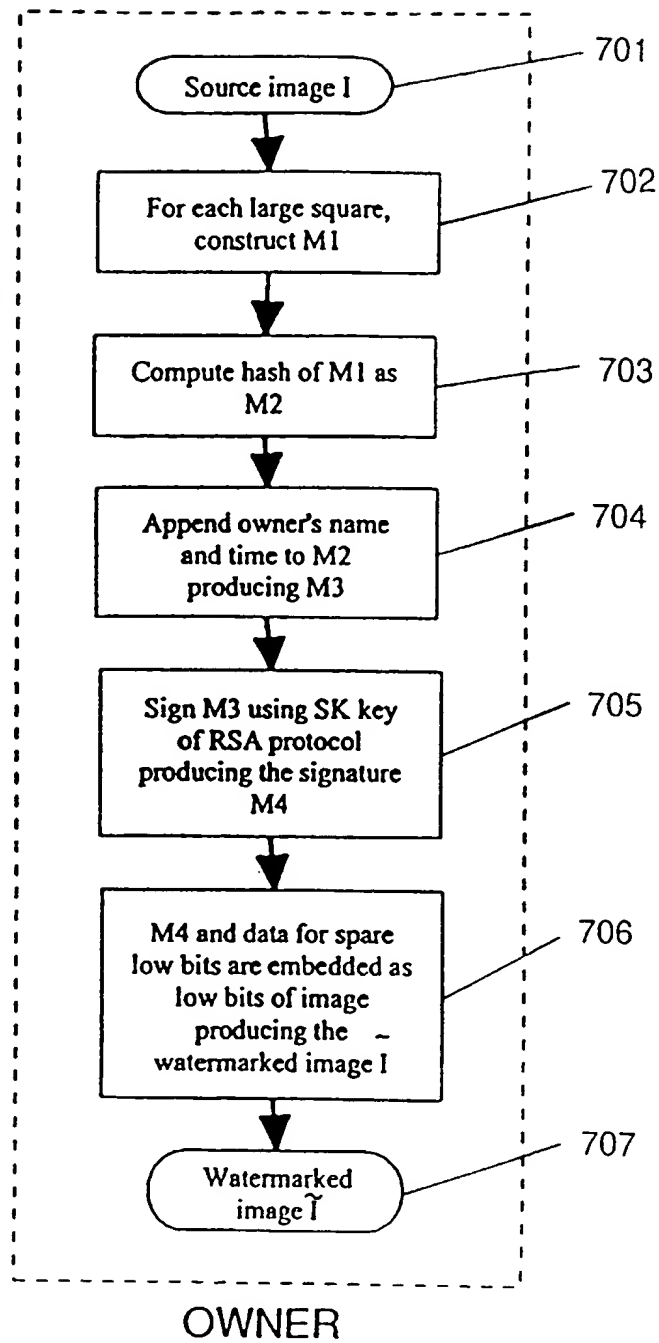 701
Source image I
702
For each large square,
construct M1
703
Compute hash of M1 as
M2
704
Append owner's name
and time to M2
producing M3
705
Sign M3 using SK key
of RSA protocol
producing the signature
M4
706
M4 and data for spare
low bits are embedded as
low bits of image
producing the ~
watermarked image I
707
Watermarked
image Ĩ
OWNER